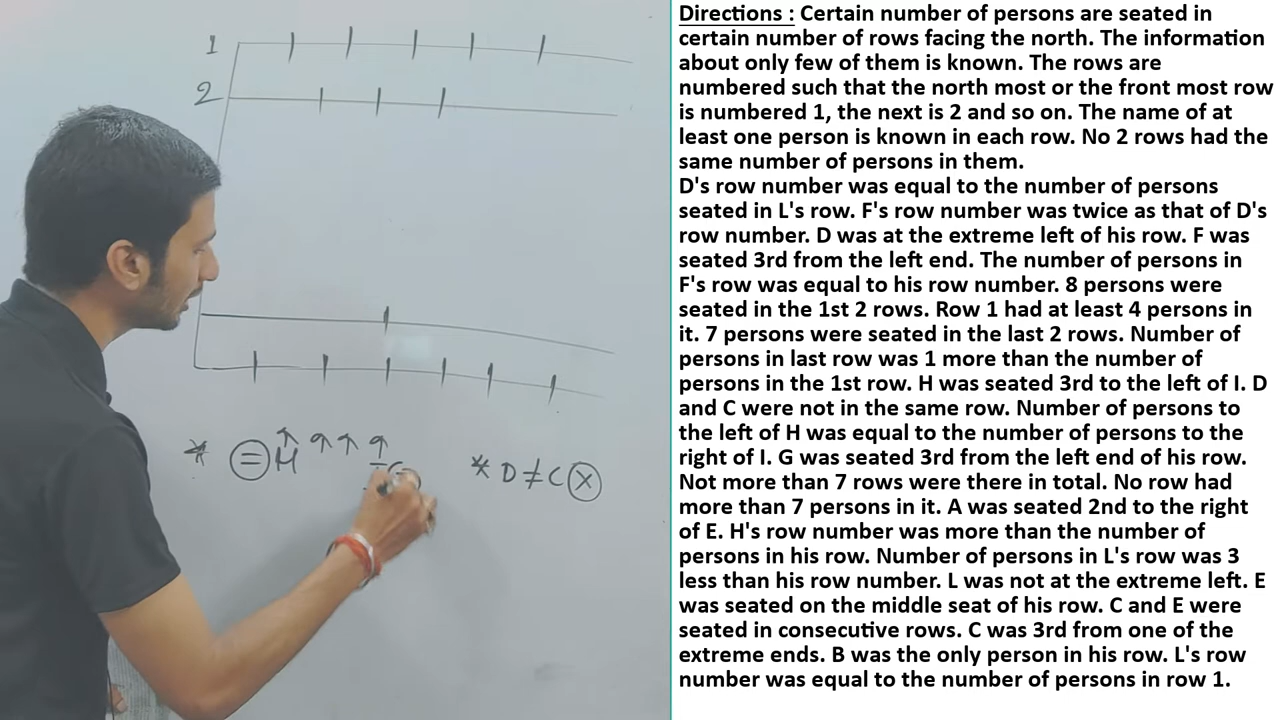 1
2
* = H
I =
* D ≠ C X
Directions : Certain number of persons are seated in
certain number of rows facing the north. The information
about only few of them is known. The rows are
numbered such that the north most or the front most row
is numbered 1, the next is 2 and so on. The name of at
least one person is known in each row. No 2 rows had the
same number of persons in them.
D's row number was equal to the number of persons
seated in L's row. F's row number was twice as that of D's
row number. D was at the extreme left of his row. F was
seated 3rd from the left end. The number of persons in
F's row was equal to his row number. 8 persons were
seated in the 1st 2 rows. Row 1 had at least 4 persons in
it. 7 persons were seated in the last 2 rows. Number of
persons in last row was 1 more than the number of
persons in the 1st row. H was seated 3rd to the left of I. D
and C were not in the same row. Number of persons to
the left of H was equal to the number of persons to the
right of I. G was seated 3rd from the left end of his row.
Not more than 7 rows were there in total. No row had
more than 7 persons in it. A was seated 2nd to the right
of E. H's row number was more than the number of
persons in his row. Number of persons in L's row was 3
less than his row number. L was not at the extreme left. E
was seated on the middle seat of his row. C and E were
seated in consecutive rows. C was 3rd from one of the
extreme ends. B was the only person in his row. L's row
number was equal to the number of persons in row 1.